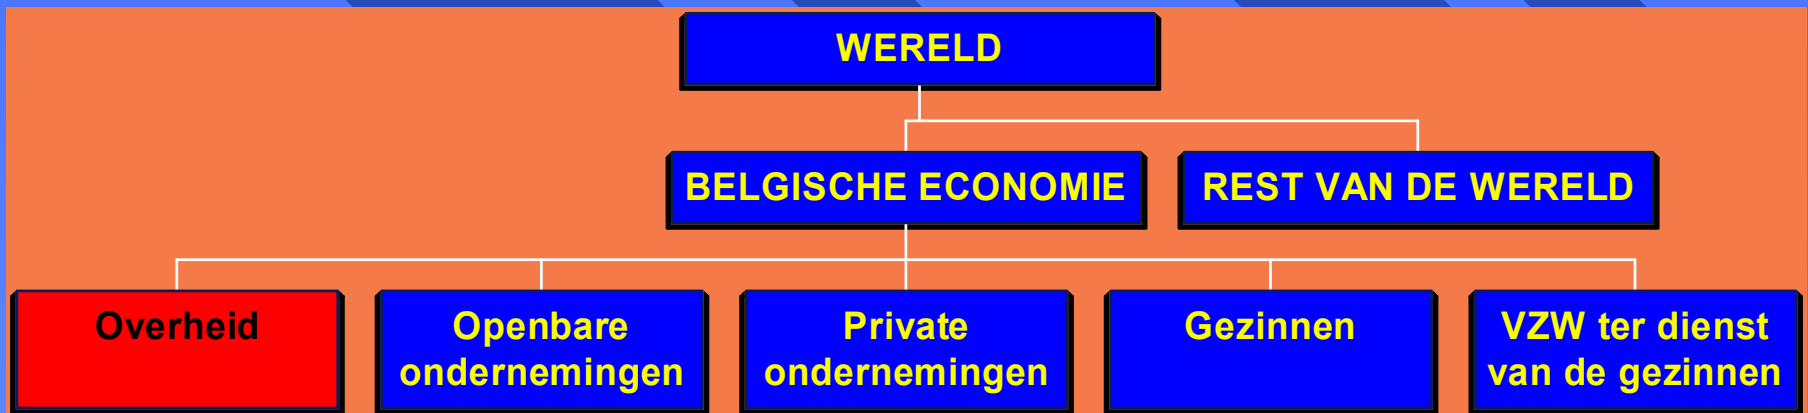 WERELD
BELGISCHE ECONOMIE
REST VAN DE WERELD
Overheid
Openbare
ondernemingen
Private
ondernemingen
Gezinnen
VZW ter dienst
van de gezinnen